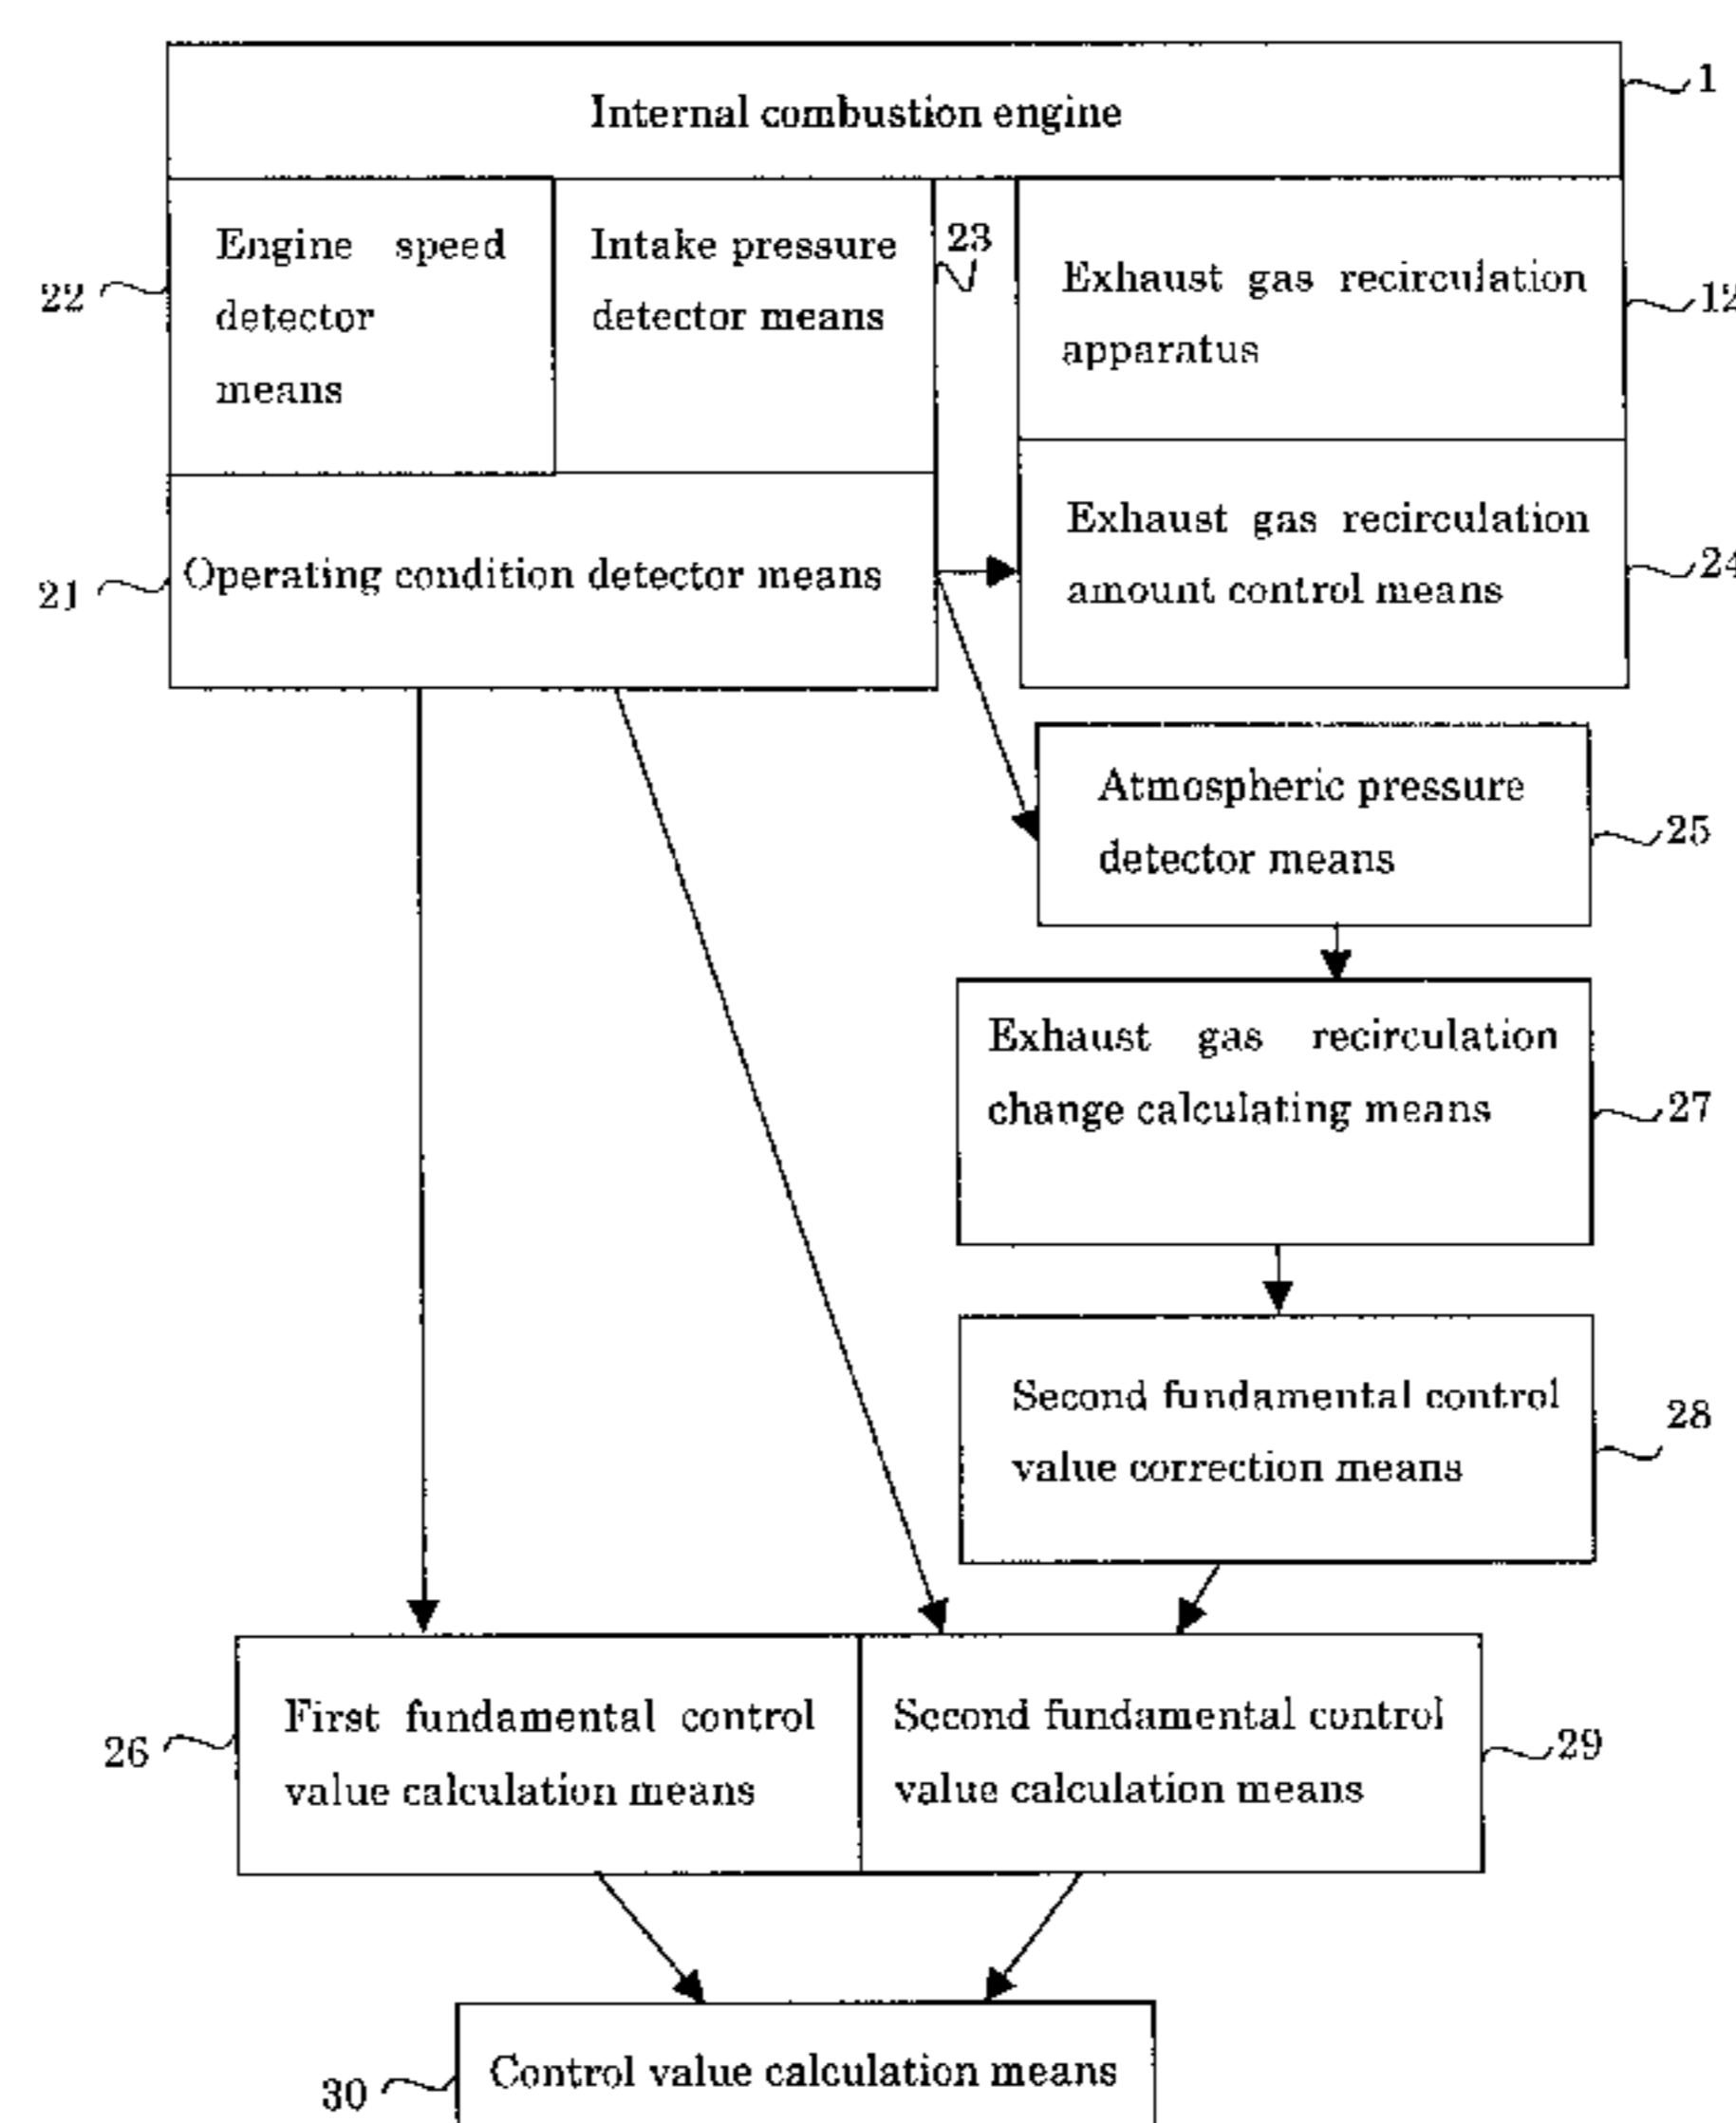 Internal combustion engine
1
Engine speed
detector
means
22
Intake pressure
detector means
23
Exhaust gas recirculation
apparatus
12
Operating condition detector means
21
Exhaust gas recirculation
amount control means
24
Atmospheric pressure
detector means
25
Exhaust gas recirculation
change calculating means
27
Second fundamental control
value correction means
28
First fundamental control
value calculation means
26
Second fundamental control
value calculation means
29
Control value calculation means
30